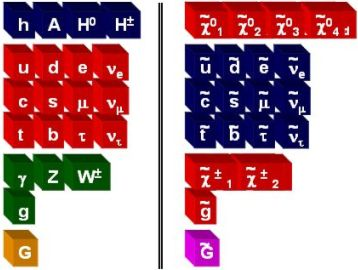 h A H⁰ H± χ̃⁰₁ χ̃⁰₂ χ̃⁰₃ χ̃⁰₄
u d e νₑ ũ d̃ ẽ ν̃ₑ
c s μ ν_μ c̃ s̃ μ̃ ν̃_μ
t b τ ν_τ t̃ b̃ τ̃ ν̃_τ
γ Z W± χ̃±₁ χ̃±₂
g g̃
G G̃